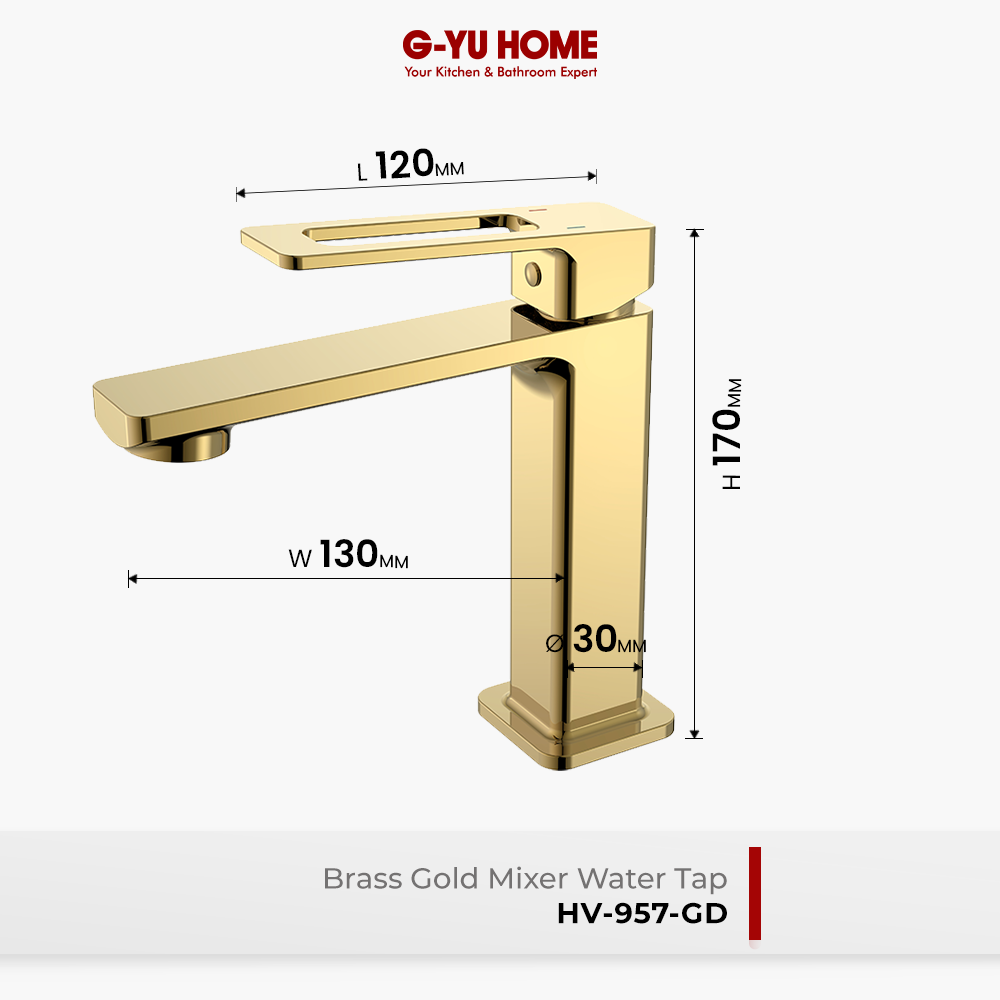 G-YU HOME
Your Kitchen & Bathroom Expert
L 120MM
H 170MM
W 130MM
Ø 30MM
Brass Gold Mixer Water Tap
HV-957-GD